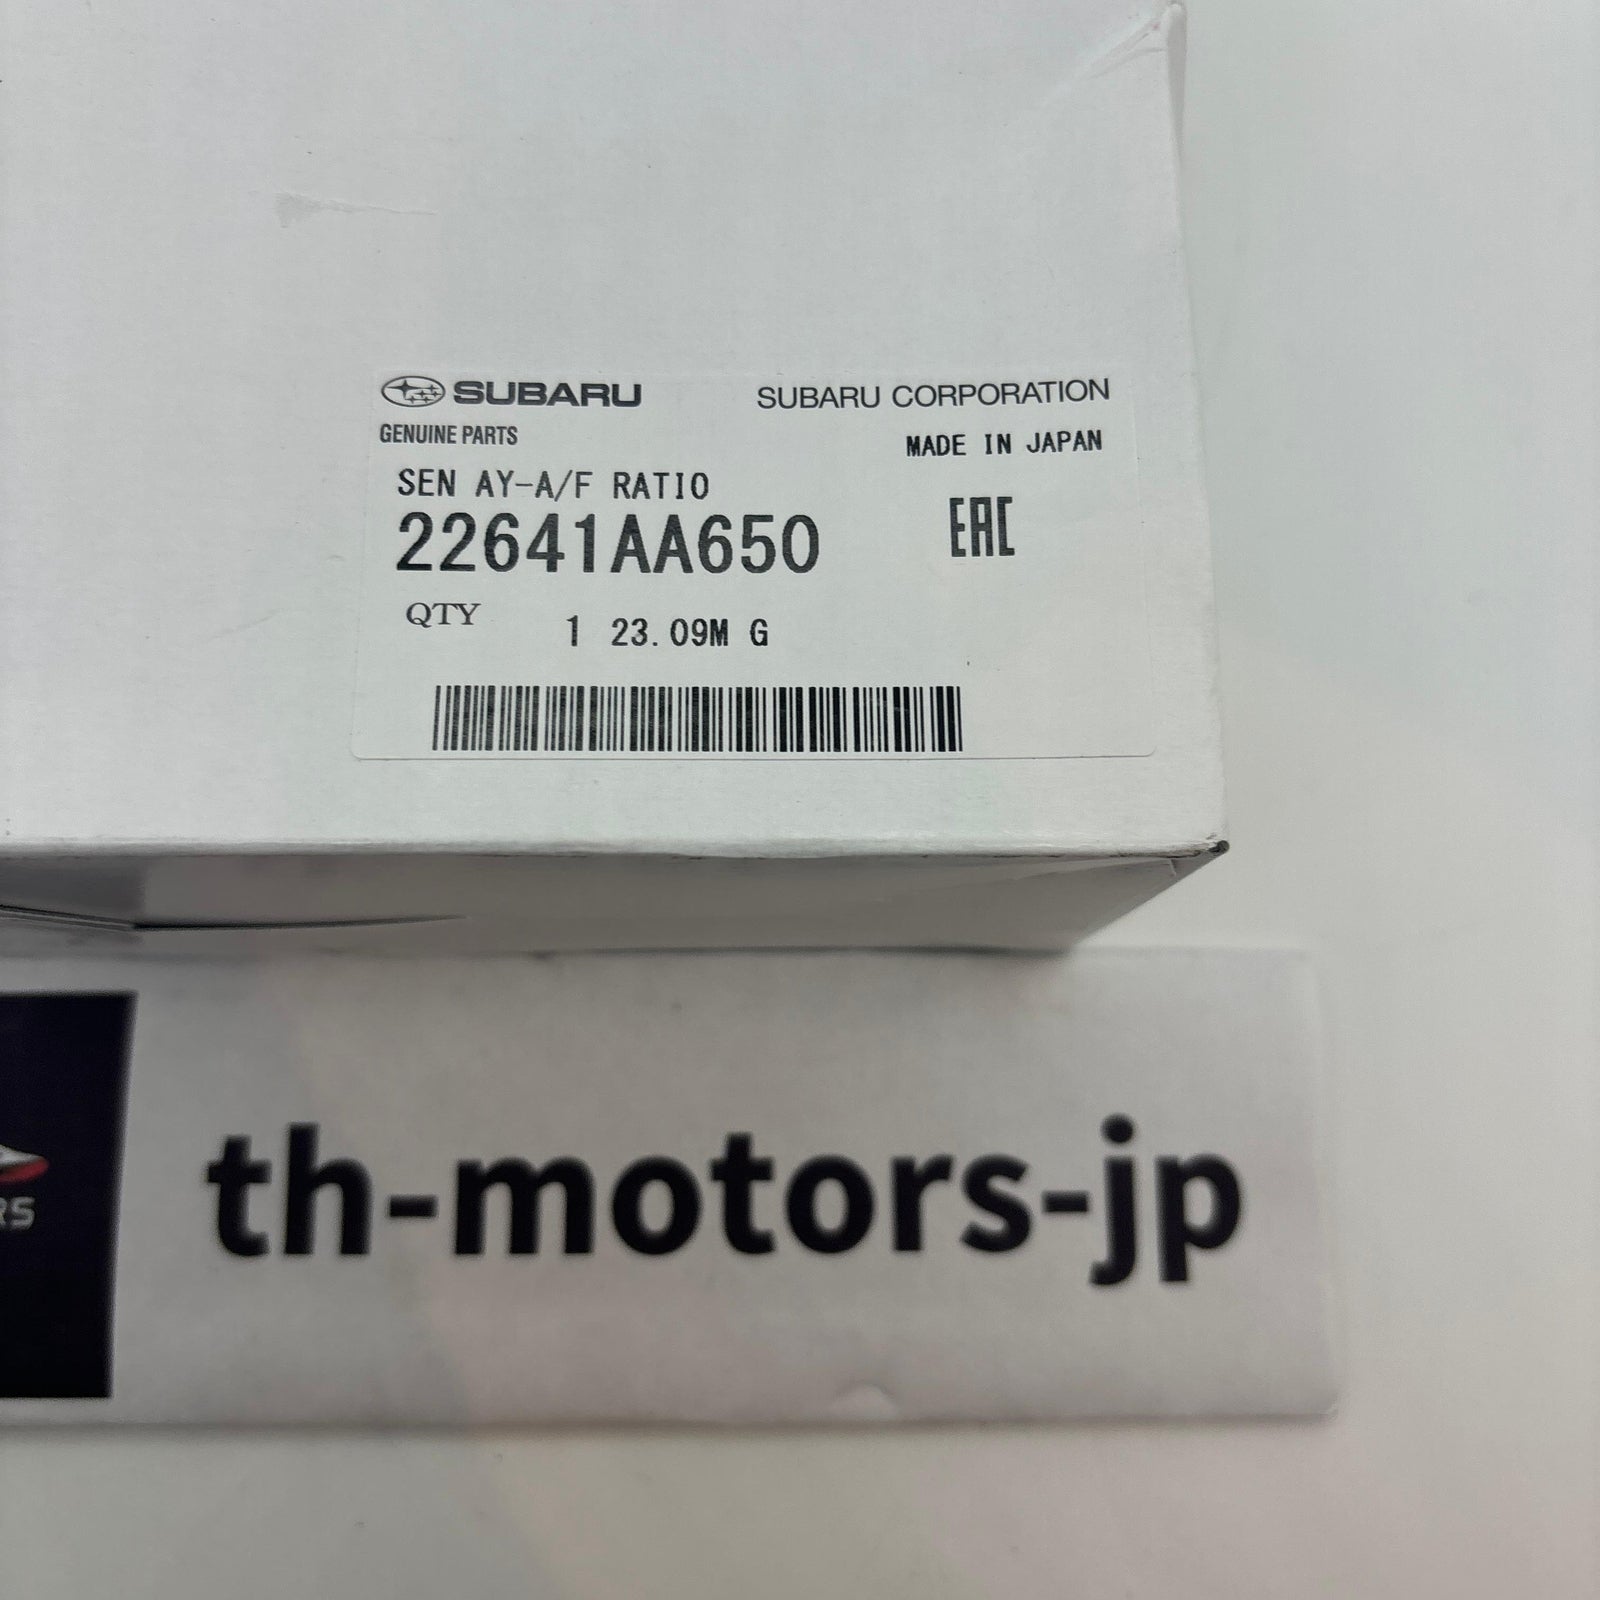 SUBARU SUBARU CORPORATION
GENUINE PARTS
MADE IN JAPAN
SEN AY-A/F RATIO
22641AA650
EAC
QTY 1 23.09M G
th-motors-jp